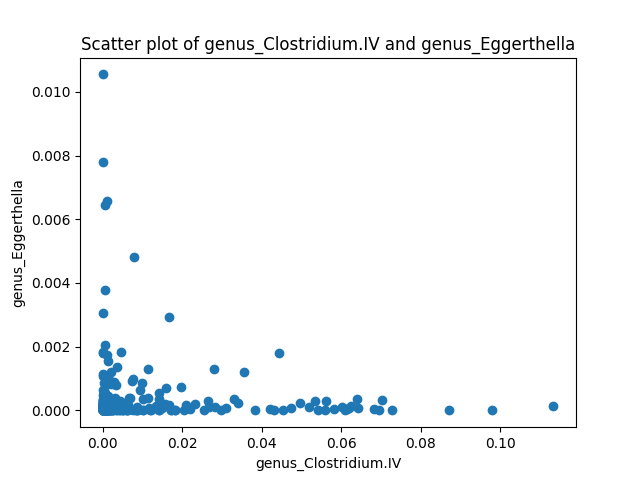 Scatter plot of genus_Clostridium.IV and genus_Eggerthella
0.010
0.008
0.006
0.004
0.002
0.000
genus_Eggerthella
0.00 0.02 0.04 0.06 0.08 0.10
genus_Clostridium.IV